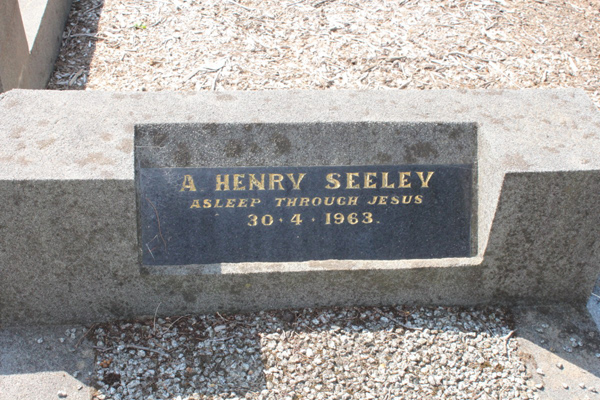 A HENRY SEELEY
ASLEEP THROUGH JESUS
30·4·1963.